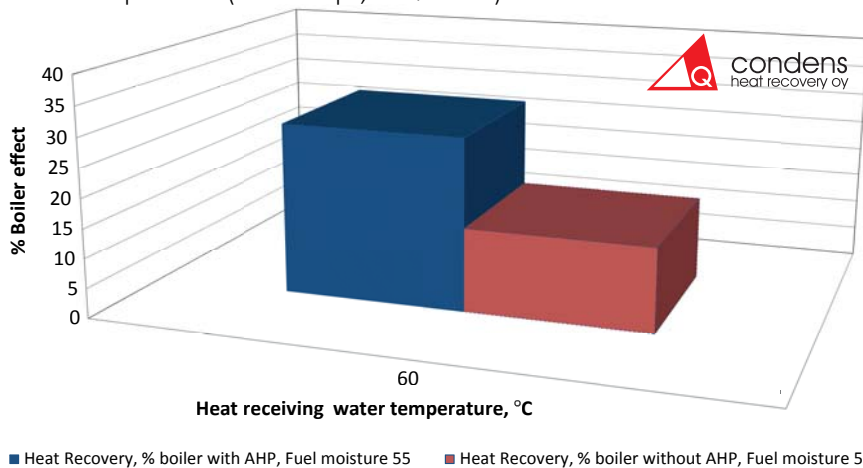 condens
heat recovery oy
Q
40
35
30
25
20
15
10
5
0
% Boiler effect
60
Heat receiving water temperature, °C
Heat Recovery, % boiler with AHP, Fuel moisture 55
Heat Recovery, % boiler without AHP, Fuel moisture 5